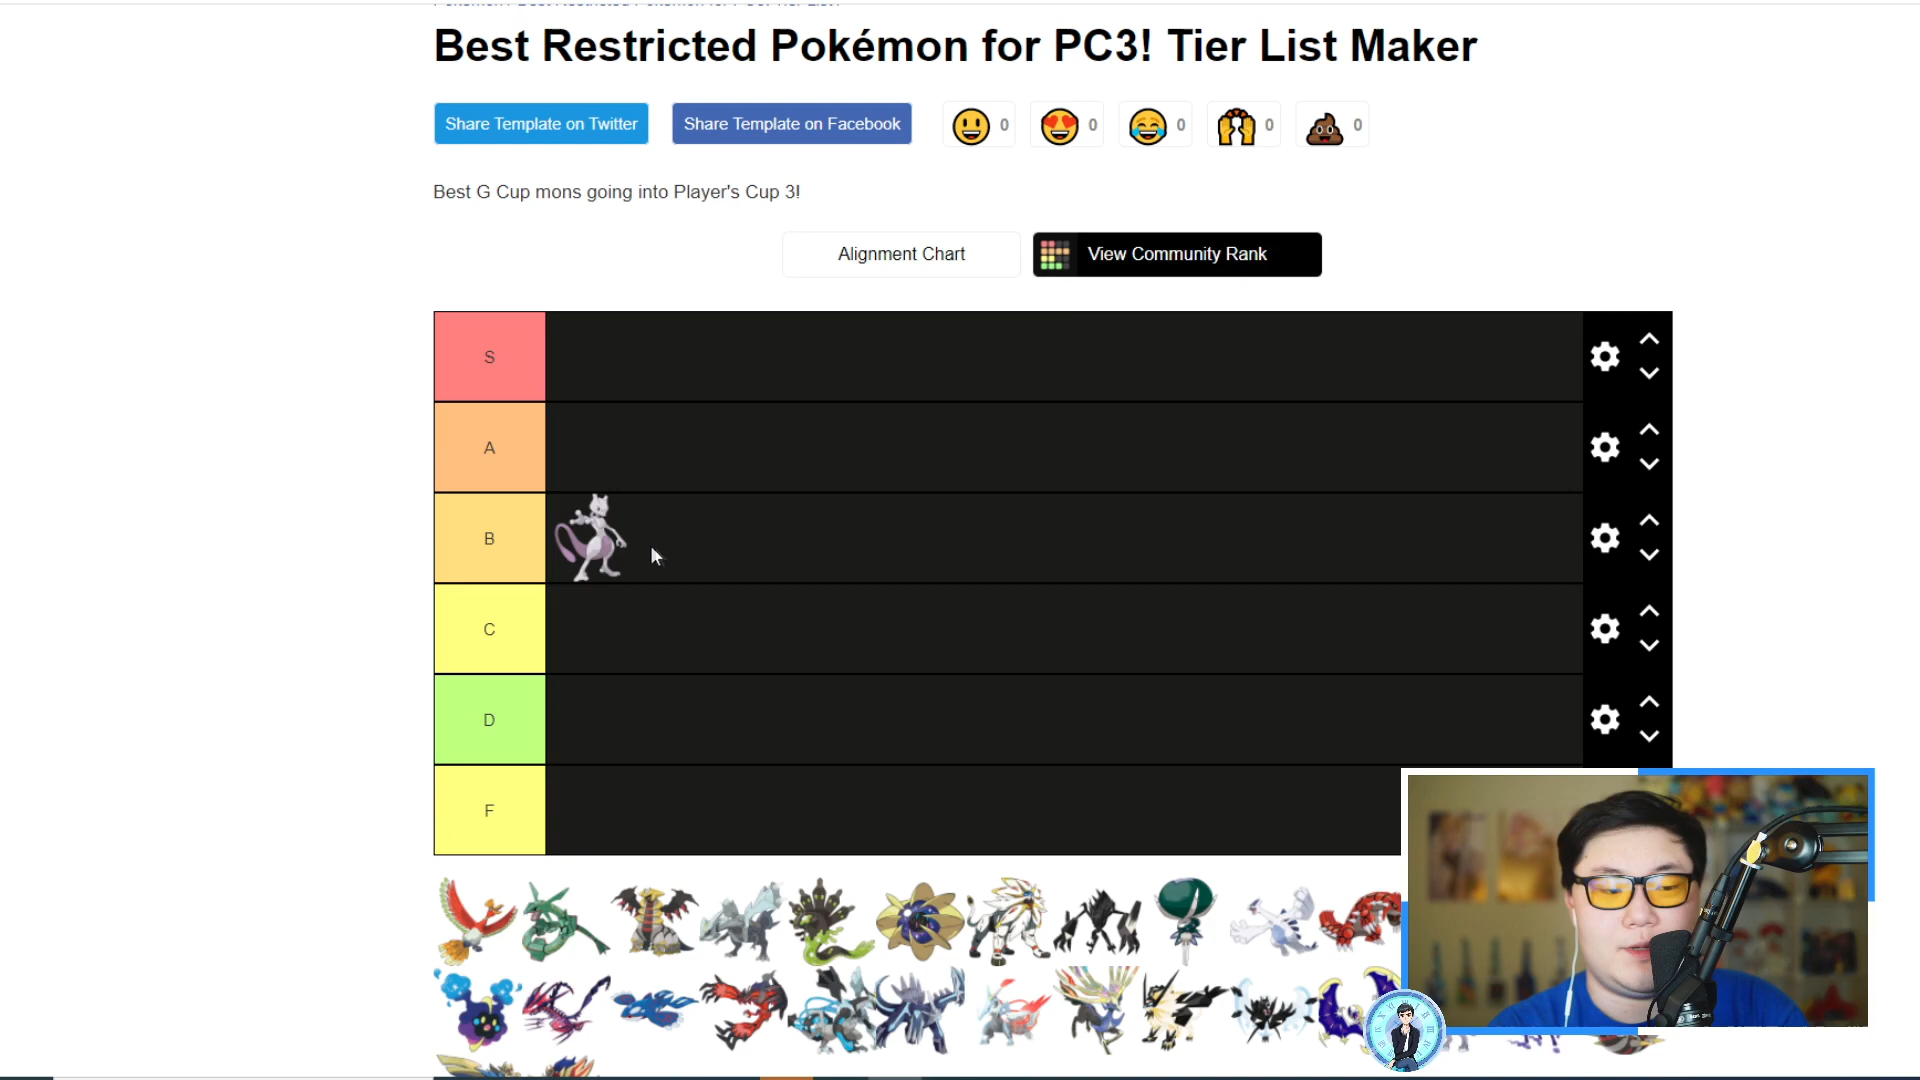 Best Restricted Pokémon for PC3! Tier List Maker
Share Template on Twitter
Share Template on Facebook
0
0
0
0
0
Best G Cup mons going into Player's Cup 3!
Alignment Chart
View Community Rank
S
A
B
C
D
F